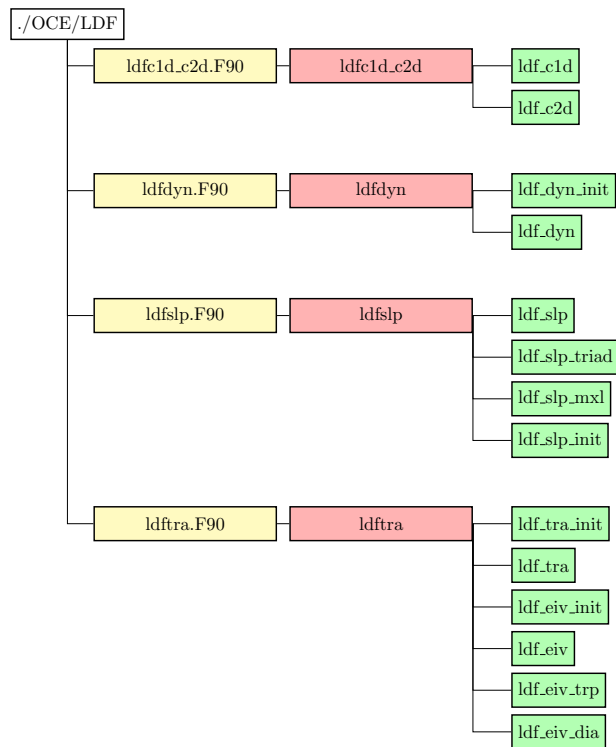 ./OCE/LDF
ldfc1d_c2d.F90 ldfc1d_c2d ldf_c1d
ldf_c2d
ldfdyn.F90 ldfdyn ldf_dyn_init
ldf_dyn
ldfslp.F90 ldfslp ldf_slp
ldf_slp_triad
ldf_slp_mxl
ldf_slp_init
ldftra.F90 ldftra ldf_tra_init
ldf_tra
ldf_eiv_init
ldf_eiv
ldf_eiv_trp
ldf_eiv_dia